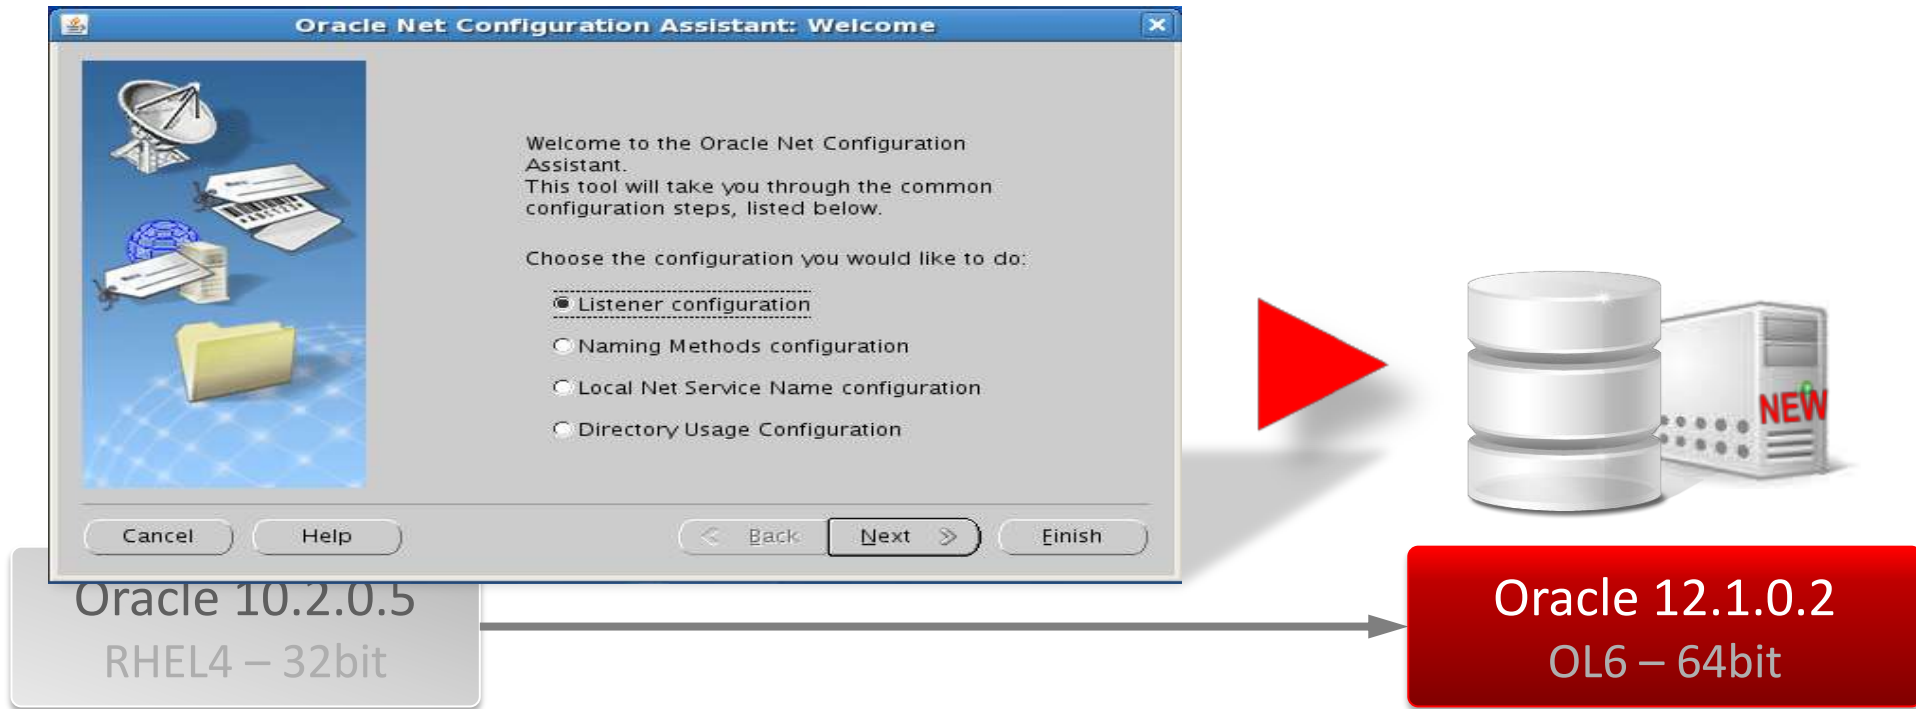 Oracle Net Configuration Assistant: Welcome
Welcome to the Oracle Net Configuration
Assistant.
This tool will take you through the common
configuration steps, listed below.
Choose the configuration you would like to do:
Listener configuration
Naming Methods configuration
Local Net Service Name configuration
Directory Usage Configuration
Cancel
Help
Back
Next
Finish
NEW
Oracle 10.2.0.5
RHEL4 – 32bit
Oracle 12.1.0.2
OL6 – 64bit